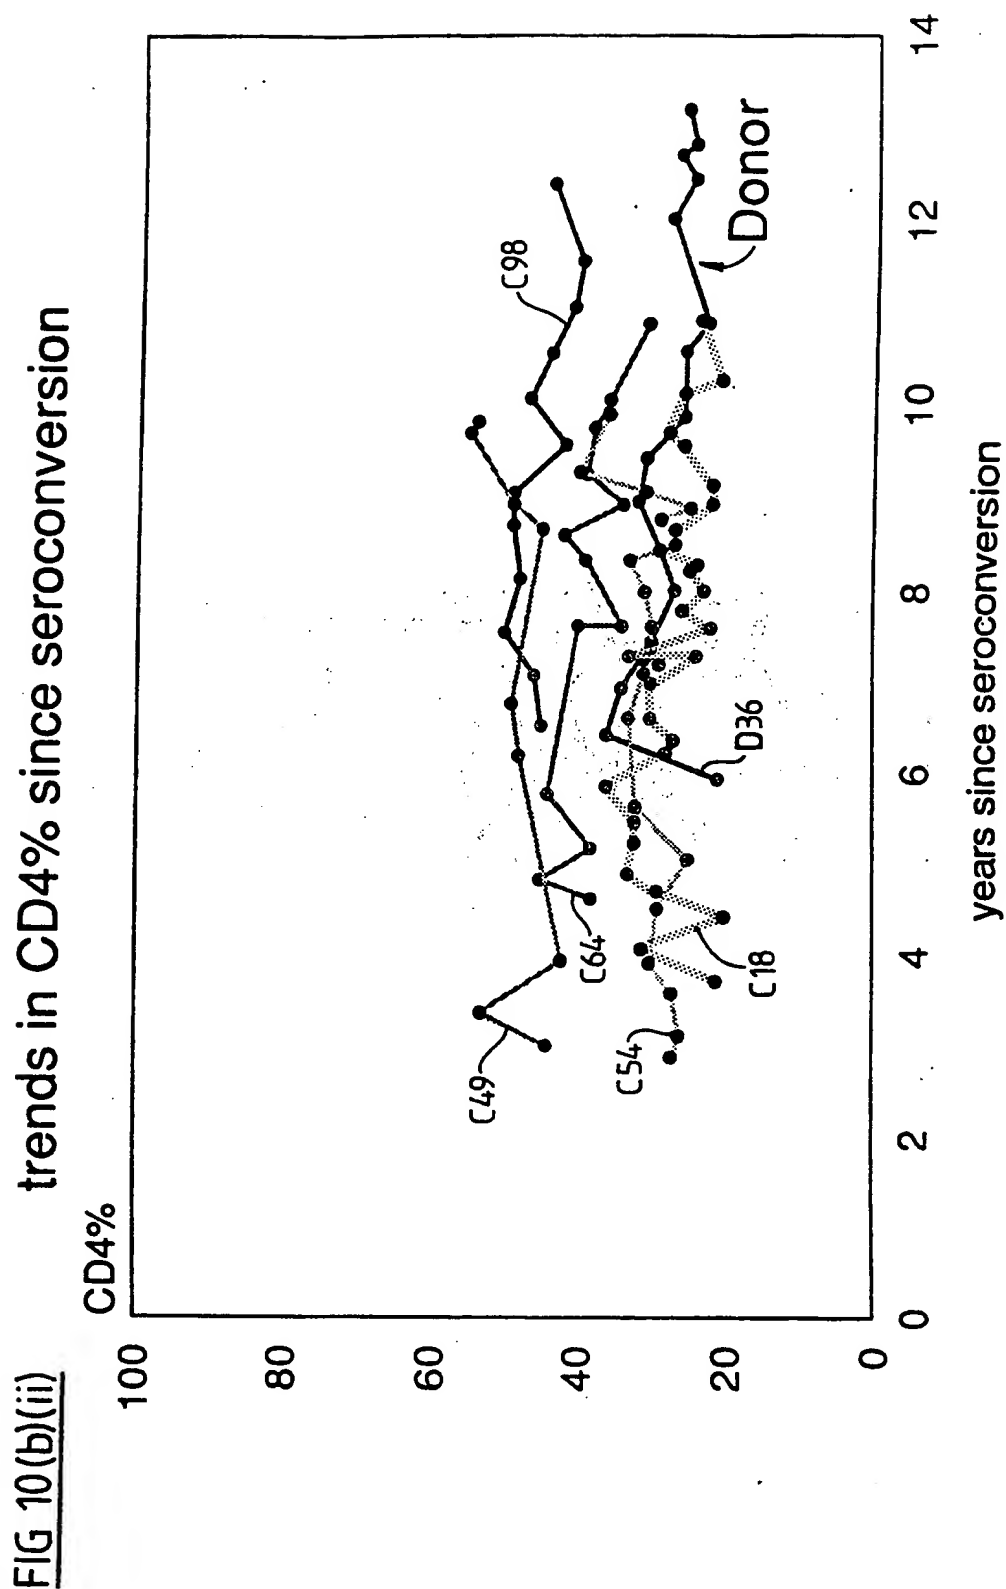 FIG 10(b)(ii)
trends in CD4% since seroconversion
CD4%
100
80
60
40
20
0
C49
C64
C98
C54
C18
D36
Donor
0
2
4
6
8
10
12
14
years since seroconversion